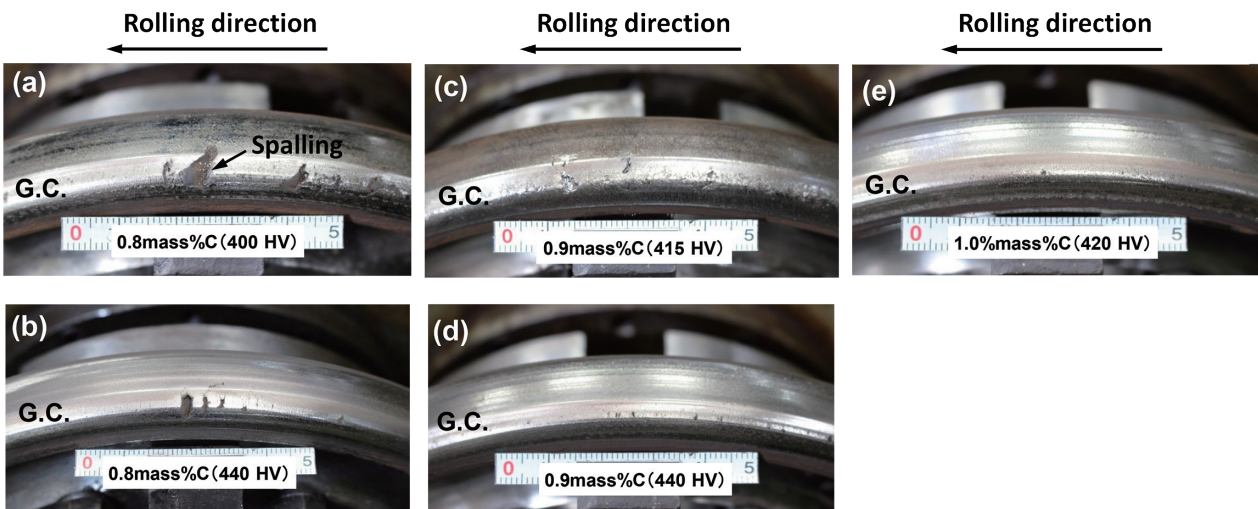 Rolling direction
Rolling direction
Rolling direction
(a)
Spalling
G.C.
0
5
0.8mass%C(400 HV)
(c)
G.C.
0
5
0.9mass%C(415 HV)
(e)
G.C.
0
5
1.0%mass%C(420 HV)
(b)
G.C.
0
5
0.8mass%C(440 HV)
(d)
G.C.
0
5
0.9mass%C(440 HV)